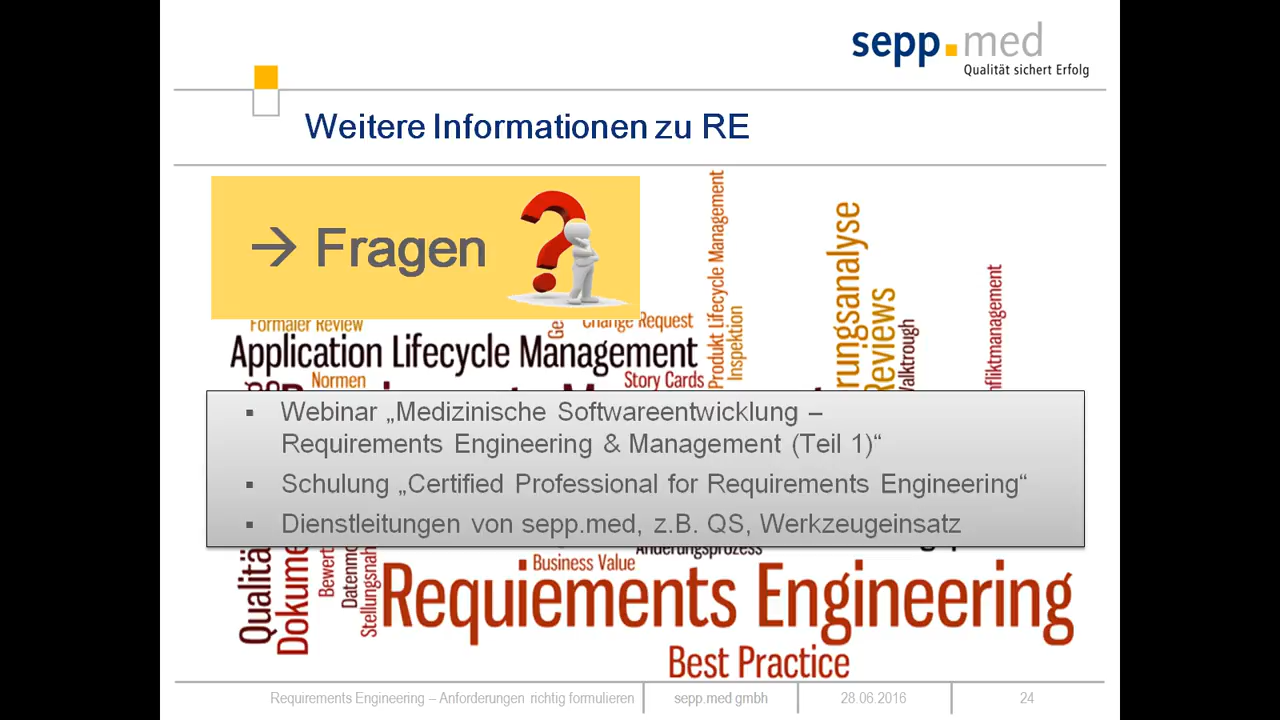 sepp.med
Qualität sichert Erfolg
Weitere Informationen zu RE
→ Fragen
Formaler Review
Change Request
Application Lifecycle Management
Normen
Story Cards
Produkt Lifecycle Management
Inspektion
Reviews
▪ Webinar „Medizinische Softwareentwicklung –
Requirements Engineering & Management (Teil 1)“
▪ Schulung „Certified Professional for Requirements Engineering“
▪ Dienstleitungen von sepp.med, z.B. QS, Werkzeugeinsatz
Änderungsprozess
Business Value
Requiements Engineering
Best Practice
Requirements Engineering – Anforderungen richtig formulieren
sepp.med gmbh
28.06.2016
24